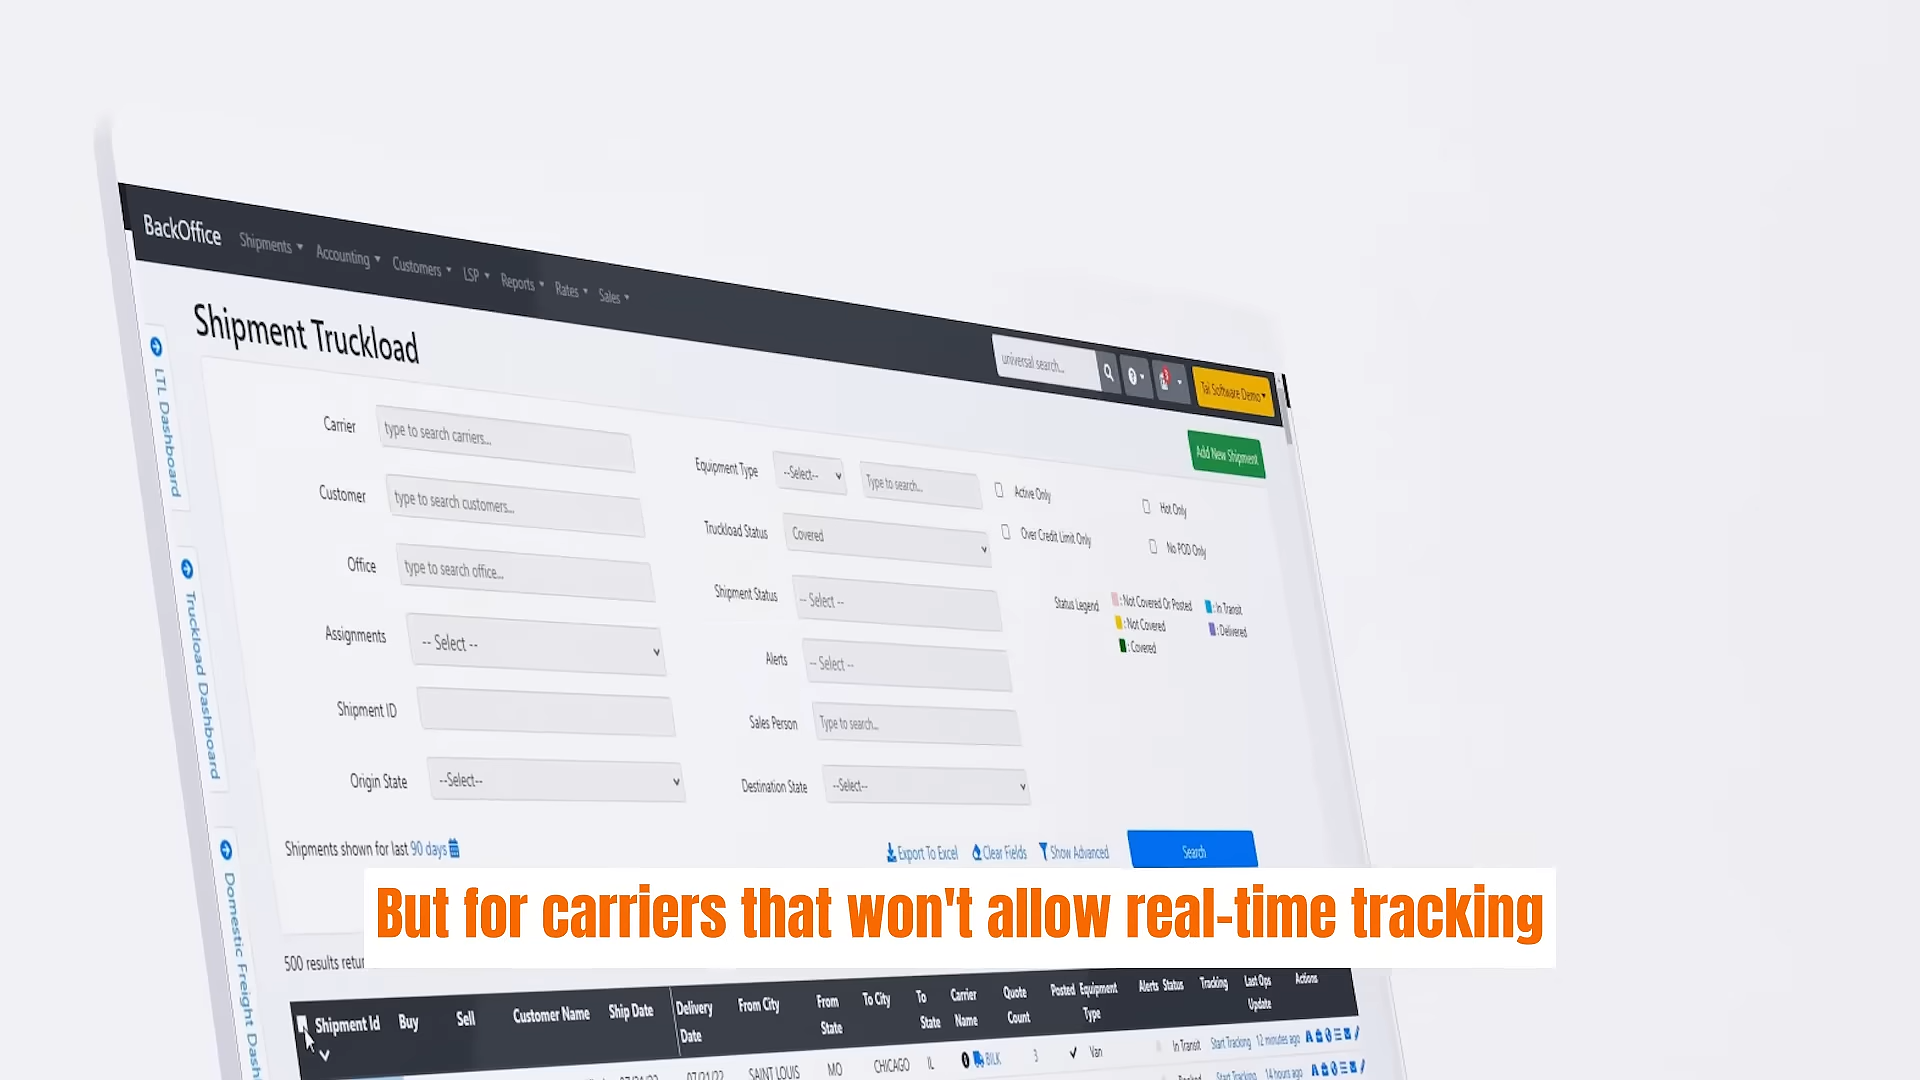 BackOffice Shipments Accounting Customers LSP Reports Rates Sales
universal search...
3
Tai Software Demo
Shipment Truckload
Add New Shipment
LTL Dashboard
Truckload Dashboard
Domestic Freight Dash
Carrier type to search carriers...
Customer type to search customers...
Office type to search office...
Assignments -- Select --
Shipment ID
Origin State --Select--
Equipment Type --Select-- Type to search...
Truckload Status Covered
Shipment Status -- Select --
Alerts -- Select --
Sales Person Type to search...
Destination State --Select--
Active Only
Hot Only
Over Credit Limit Only
No POD Only
Status Legend
: Not Covered Or Posted
: In Transit
: Not Covered
: Delivered
: Covered
Shipments shown for last 90 days
Export To Excel Clear Fields Show Advanced Search
But for carriers that won't allow real-time tracking
500 results
Shipment Id Buy Sell Customer Name Ship Date Delivery Date From City From State To City To State Carrier Name Quote Count Posted Equipment Type Alerts Status Tracking Last Ops Update Actions
07/21/22 SAINT LOUIS MO CHICAGO IL BILK 3 Van In Transit Start Tracking 12 minutes ago
Start Tracking 14 hours ago